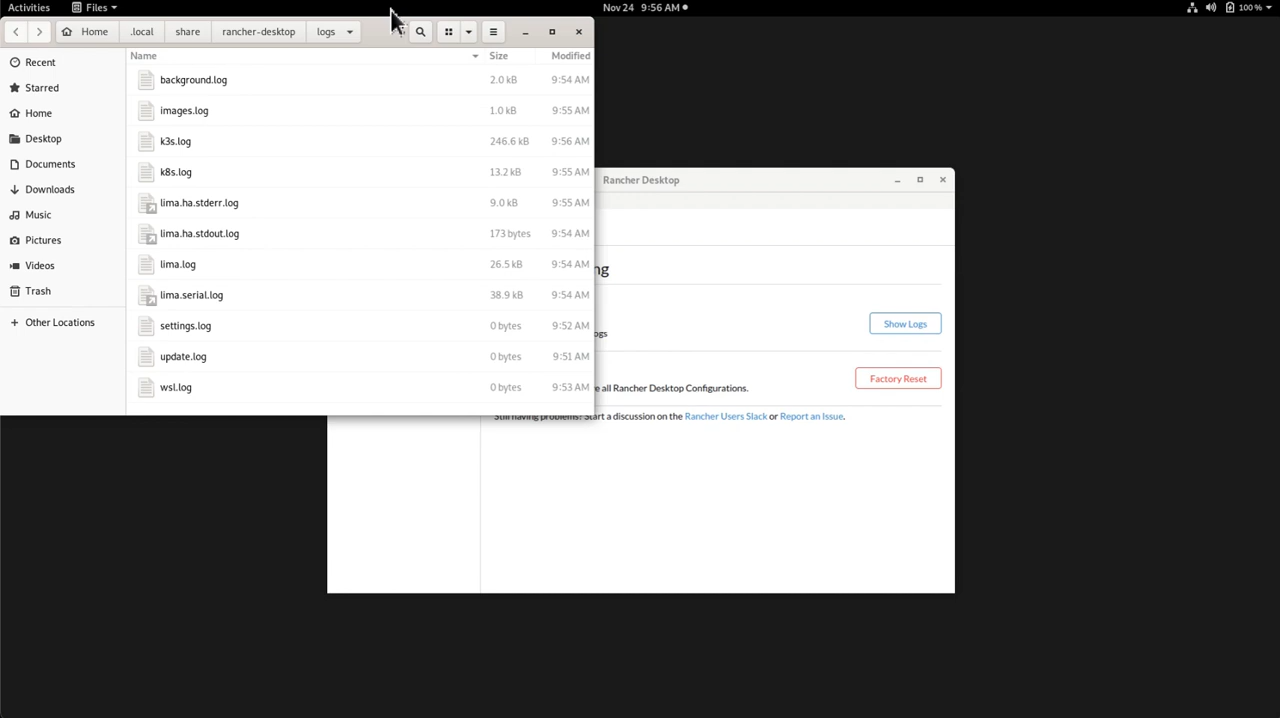 Activities Files Nov 24 9:56 AM 100 %
Home .local share rancher-desktop logs
Name Size Modified
Recent
Starred
Home
Desktop
Documents
Downloads
Music
Pictures
Videos
Trash
Other Locations
background.log 2.0 kB 9:54 AM
images.log 1.0 kB 9:55 AM
k3s.log 246.6 kB 9:56 AM
k8s.log 13.2 kB 9:55 AM
lima.ha.stderr.log 9.0 kB 9:55 AM
lima.ha.stdout.log 173 bytes 9:54 AM
lima.log 26.5 kB 9:54 AM
lima.serial.log 38.9 kB 9:54 AM
settings.log 0 bytes 9:52 AM
update.log 0 bytes 9:51 AM
wsl.log 0 bytes 9:53 AM
Rancher Desktop
ng
Show Logs
ogs
Factory Reset
e all Rancher Desktop Configurations.
Still having problems? Start a discussion on the Rancher Users Slack or Report an Issue.